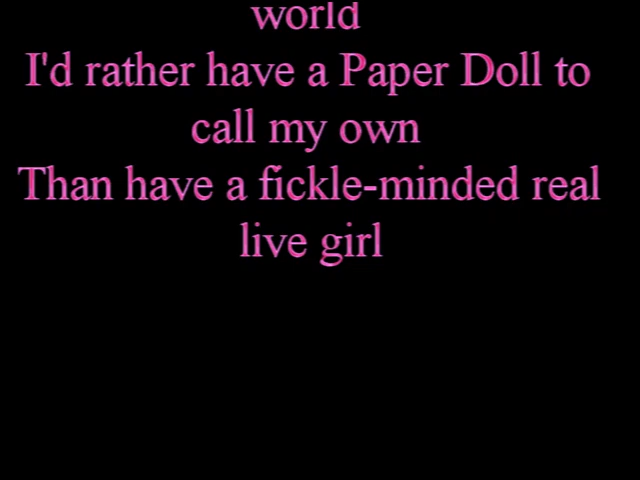 world
I'd rather have a Paper Doll to
call my own
Than have a fickle-minded real
live girl